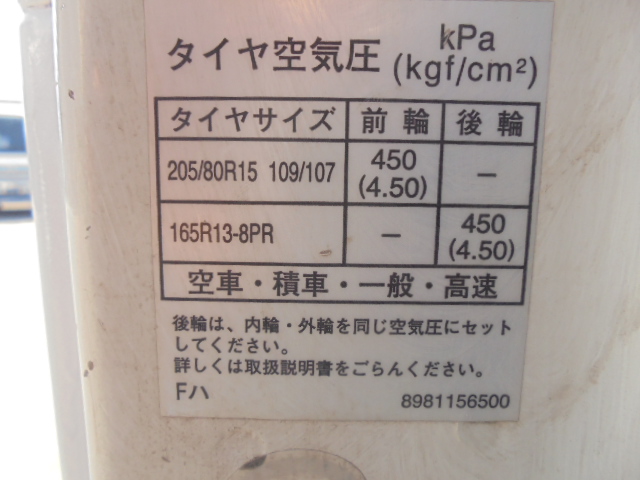 タイヤ空気圧 kPa (kgf/cm²)
タイヤサイズ 前輪 後輪
205/80R15 109/107 450 (4.50) −
165R13-8PR − 450 (4.50)
空車・積車・一般・高速
後輪は、内輪・外輪を同じ空気圧にセット
してください。
詳しくは取扱説明書をごらんください。
Fハ 8981156500